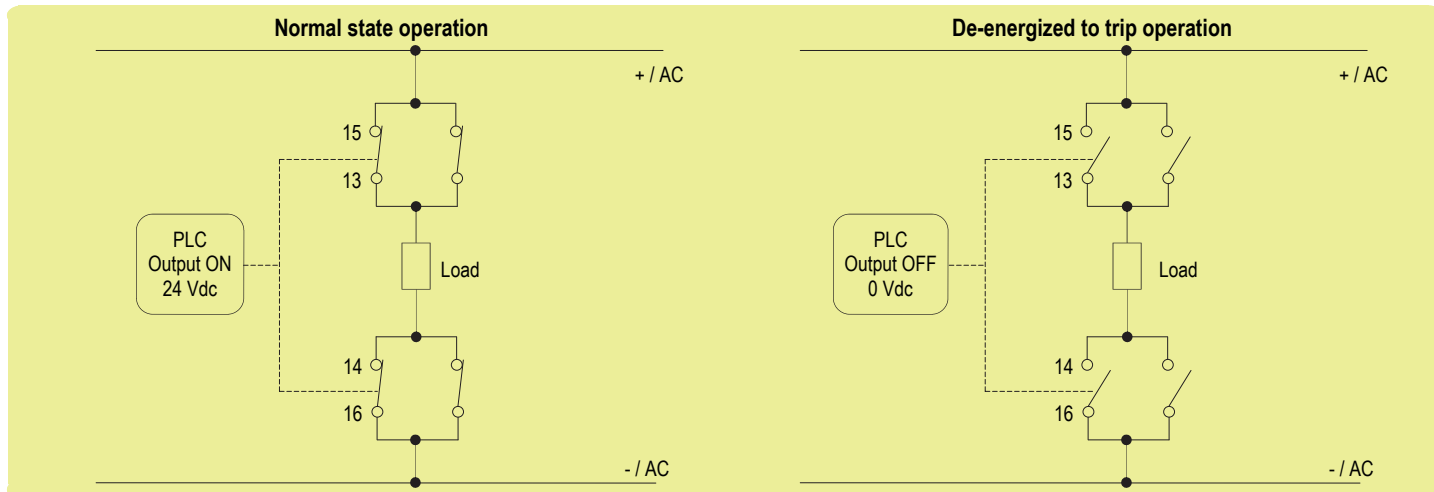 Normal state operation
+ / AC
15
13
PLC
Output ON
24 Vdc
Load
14
16
- / AC
De-energized to trip operation
+ / AC
15
13
PLC
Output OFF
0 Vdc
Load
14
16
- / AC